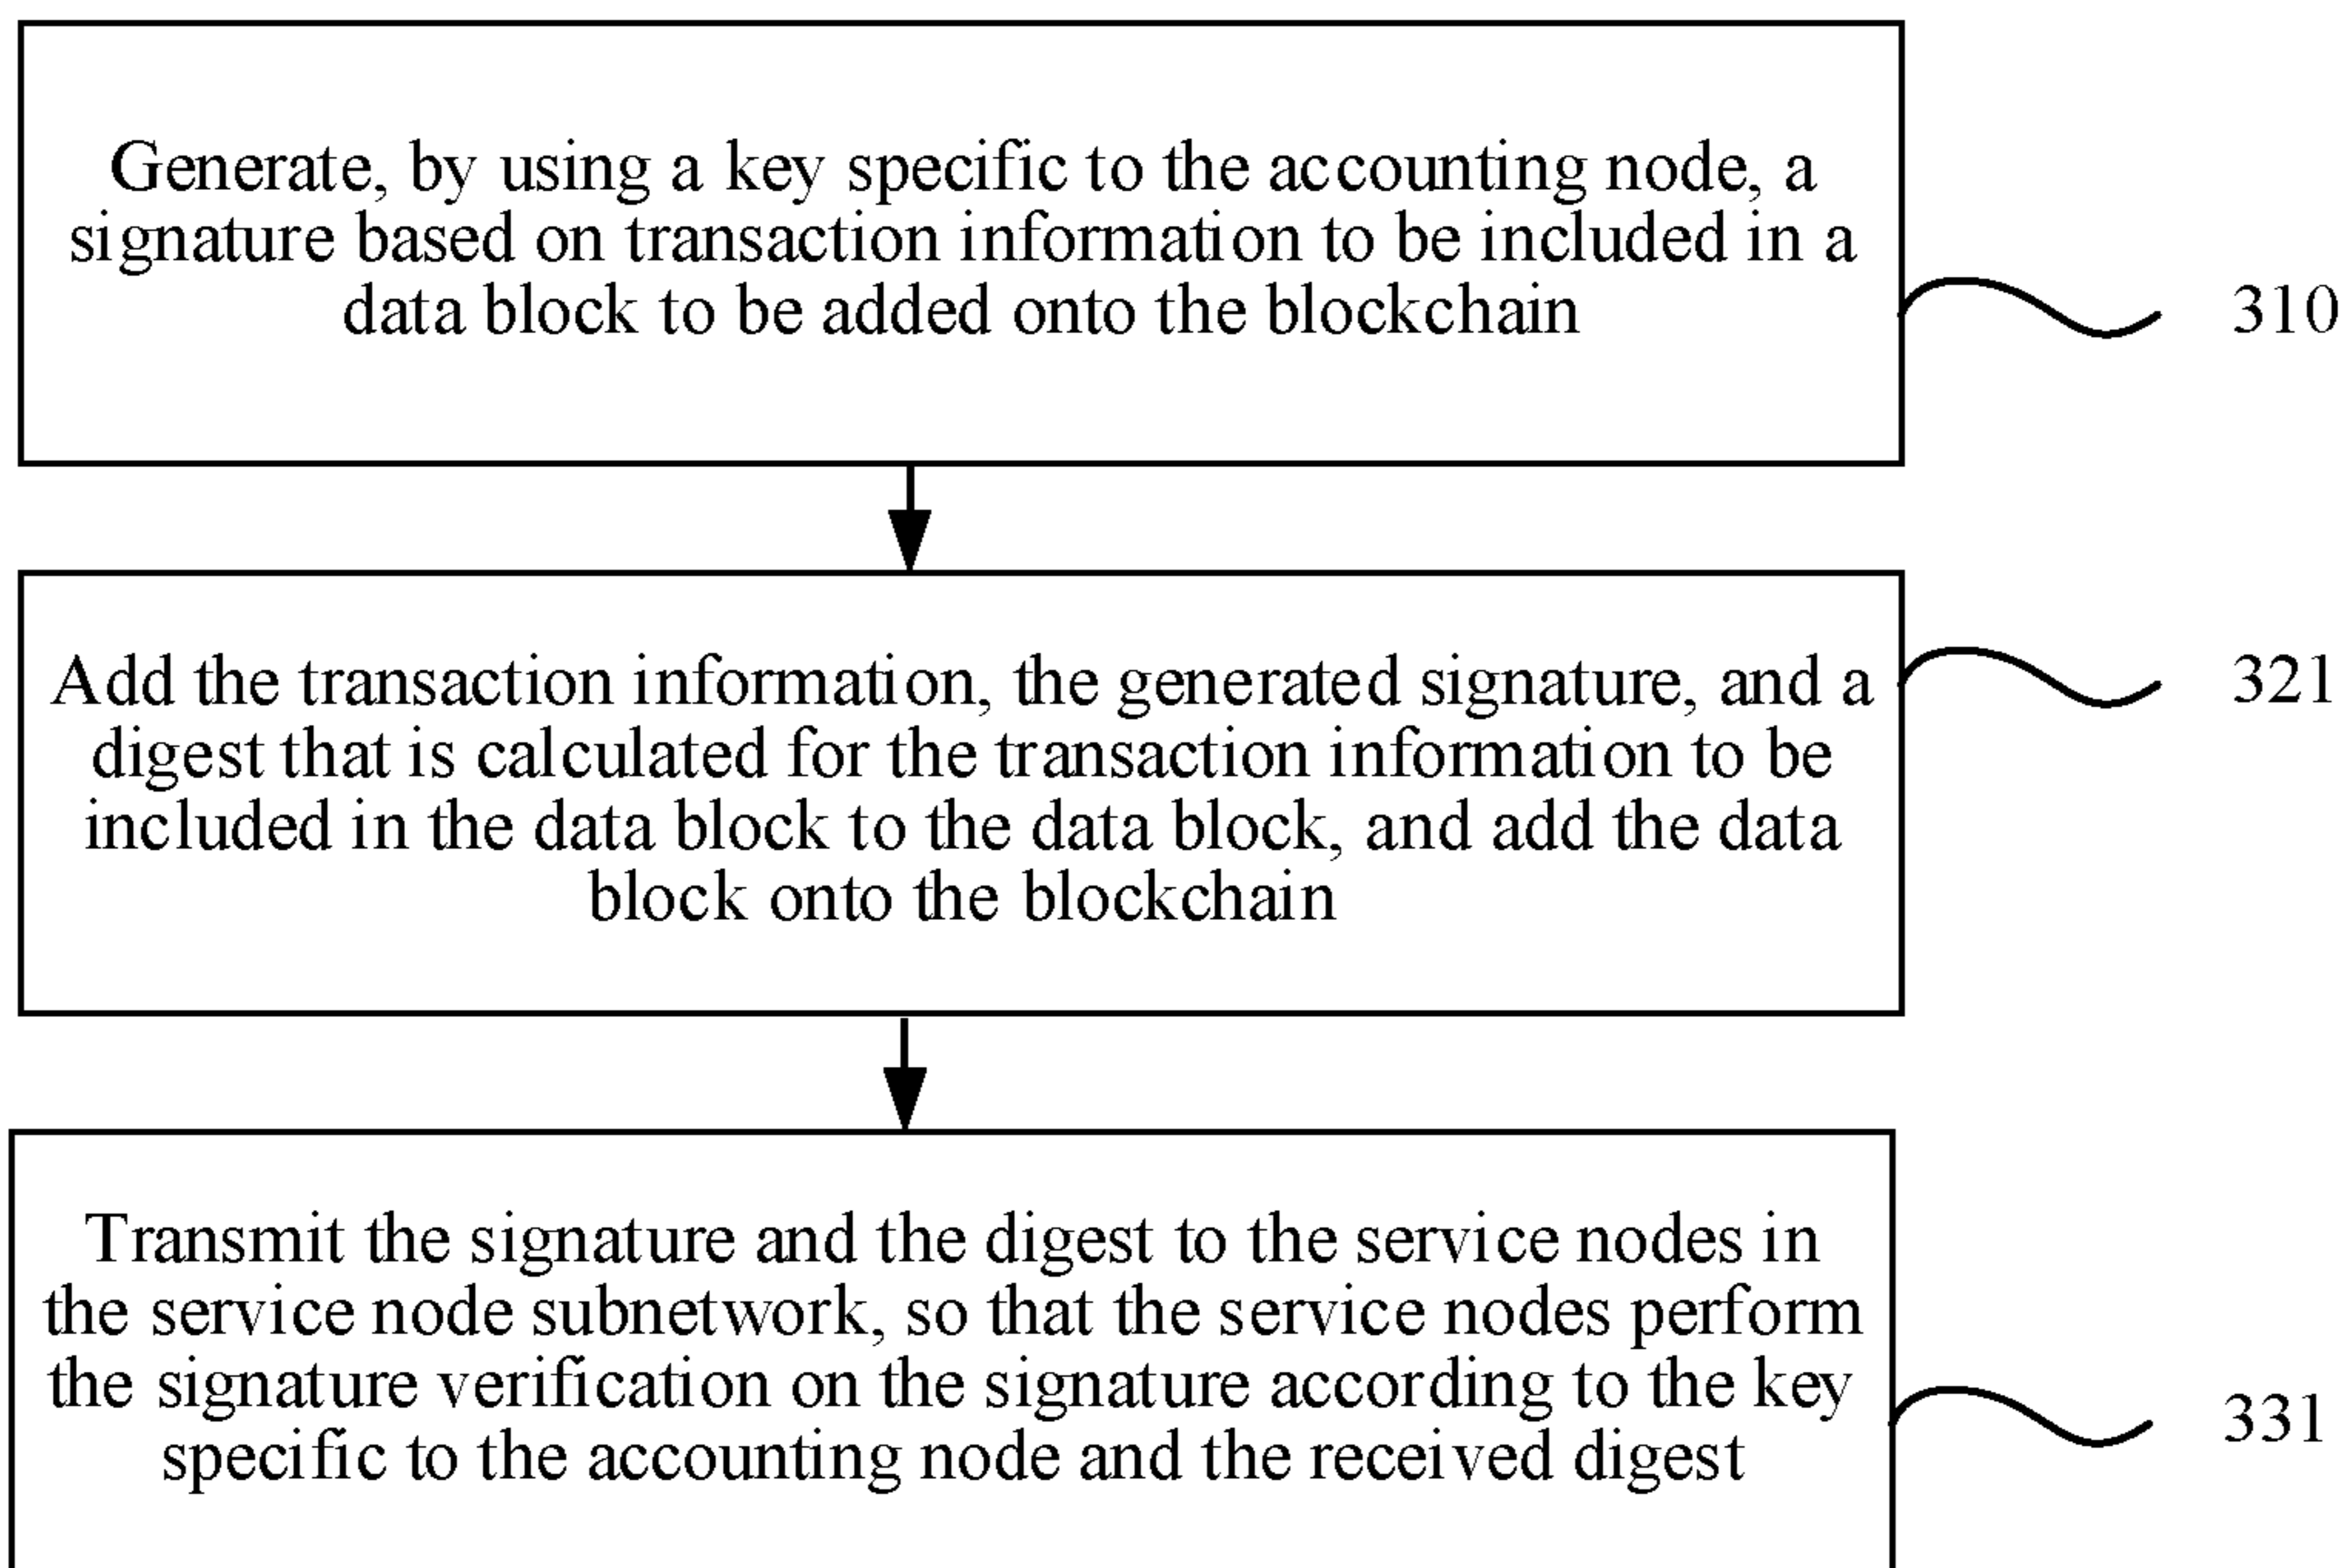 Generate, by using a key specific to the accounting node, a
signature based on transaction information to be included in a
data block to be added onto the blockchain
310
Add the transaction information, the generated signature, and a
digest that is calculated for the transaction information to be
included in the data block to the data block, and add the data
block onto the blockchain
321
Transmit the signature and the digest to the service nodes in
the service node subnetwork, so that the service nodes perform
the signature verification on the signature according to the key
specific to the accounting node and the received digest
331